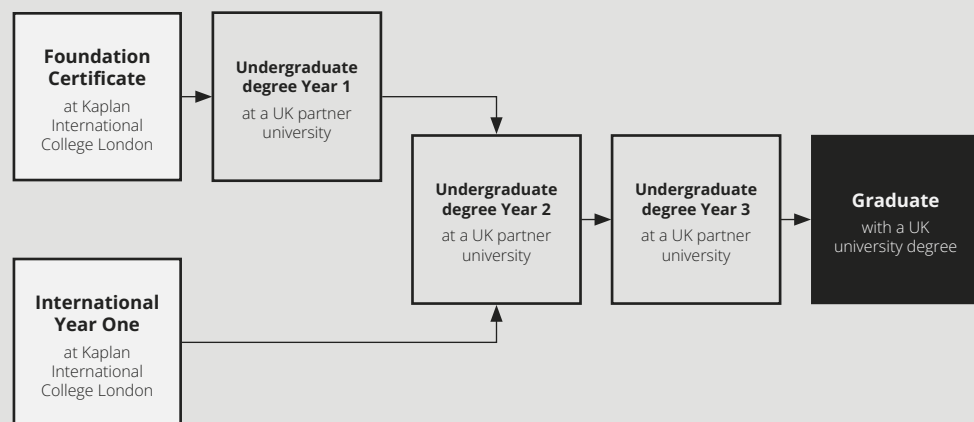 Foundation
Certificate
at Kaplan
International
College London
Undergraduate
degree Year 1
at a UK partner
university
Undergraduate
degree Year 2
at a UK partner
university
Undergraduate
degree Year 3
at a UK partner
university
Graduate
with a UK
university degree
International
Year One
at Kaplan
International
College London